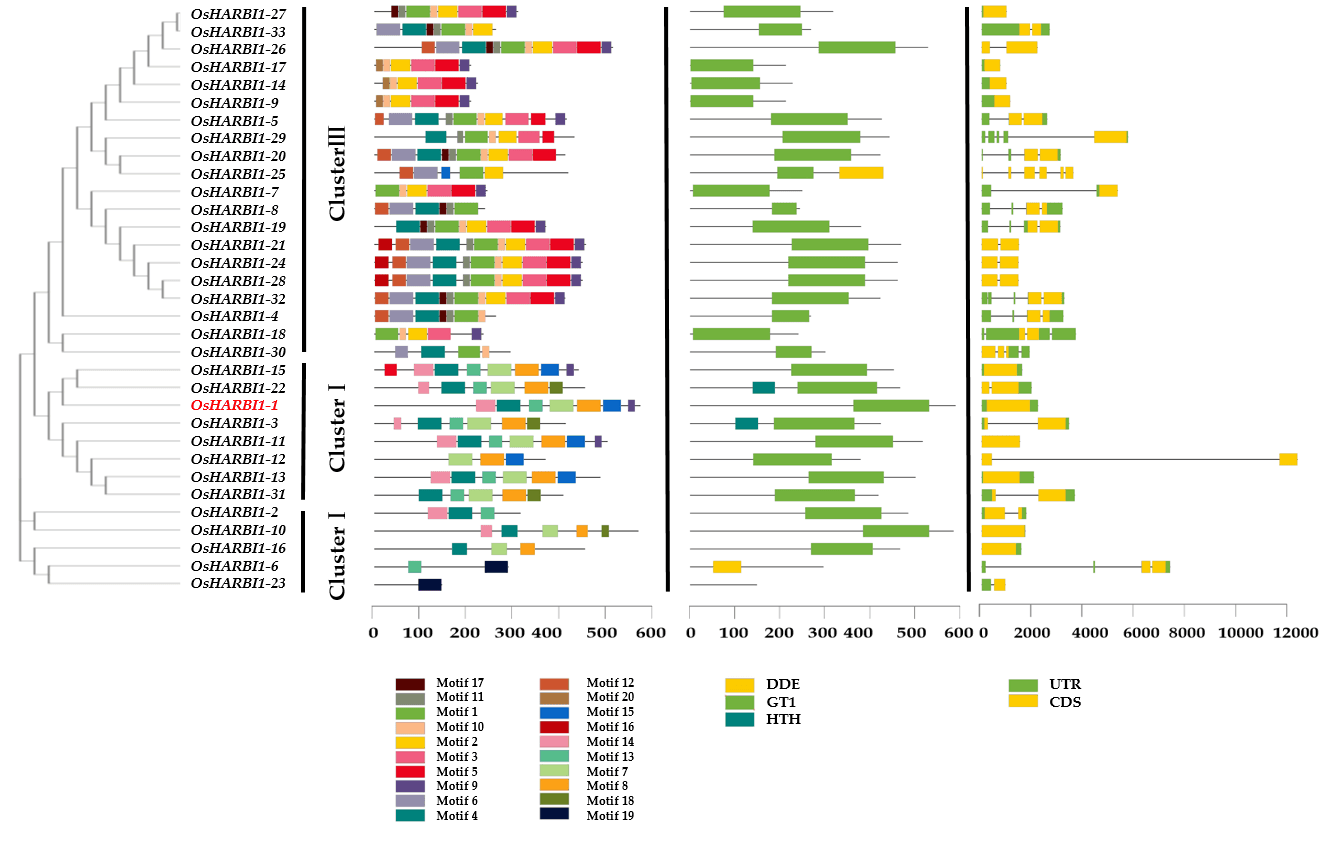 OsHARBI1-27
OsHARBI1-33
OsHARBI1-26
OsHARBI1-17
OsHARBI1-14
OsHARBI1-9
OsHARBI1-5
OsHARBI1-29
OsHARBI1-20
OsHARBI1-25
OsHARBI1-7
OsHARBI1-8
OsHARBI1-19
OsHARBI1-21
OsHARBI1-24
OsHARBI1-28
OsHARBI1-32
OsHARBI1-4
OsHARBI1-18
OsHARBI1-30
OsHARBI1-15
OsHARBI1-22
OsHARBI1-1
OsHARBI1-3
OsHARBI1-11
OsHARBI1-12
OsHARBI1-13
OsHARBI1-31
OsHARBI1-2
OsHARBI1-10
OsHARBI1-16
OsHARBI1-6
OsHARBI1-23
ClusterIII
Cluster I
Cluster I
0 100 200 300 400 500 600
0 100 200 300 400 500 600
0 2000 4000 6000 8000 10000 12000
Motif 17
Motif 11
Motif 1
Motif 10
Motif 2
Motif 3
Motif 5
Motif 9
Motif 6
Motif 4
Motif 12
Motif 20
Motif 15
Motif 16
Motif 14
Motif 13
Motif 7
Motif 8
Motif 18
Motif 19
DDE
GT1
HTH
UTR
CDS